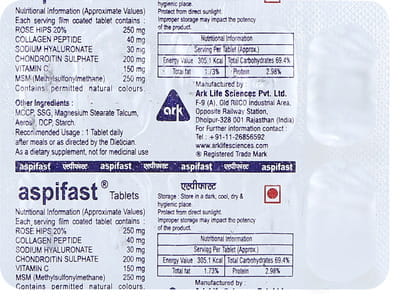 Nutritional Information (Approximate Values)
Each serving film coated tablet contains :
ROSE HIPS 20% 250 mg
COLLAGEN PEPTIDE 40 mg
SODIUM HYALURONATE 30 mg
CHONDROITIN SULPHATE 200 mg
VITAMIN C 150 mg
MSM (Methylsulfonylmethane) 250 mg
Contains permitted natural colours.
Other Ingredients :
MCCP, SSG, Magnesium Stearate Talcum,
Aerosil, DCP, Starch.
Recommended Usage : 1 Tablet daily
after meals or as directed by the Dietician.
As a dietary supplement, not for medicinal use
hygienic place.
Protect from direct sunlight.
Improper storage may impact the potency
of the product.
Nutritional Information
Serving Per Tablet (Approx.)
Energy Value 305.1 Kcal Total Carbohydrates 69.4%
Total fat 1.73% Protein 2.98%
ark
Manufactured by :
Ark Life Sciences Pvt. Ltd.
F-9 (A), Old RIICO Industrial Area,
Opposite Railway Station,
Dholpur-328 001 Rajasthan (India)
For Further information contact :
Tel : +91-11-26856592
www.arklifesciences.com
® Registered Trade Mark
aspifast एस्पीफास्ट aspifast एस्पीफास्ट aspifast एस्पीफास्ट
aspifast® Tablets
Nutritional Information (Approximate Values)
Each serving film coated tablet contains :
ROSE HIPS 20% 250 mg
COLLAGEN PEPTIDE 40 mg
SODIUM HYALURONATE 30 mg
CHONDROITIN SULPHATE 200 mg
VITAMIN C 150 mg
MSM (Methylsulfonylmethane) 250 mg
Contains permitted natural colours.
एस्पीफास्ट
Storage : Store in a dark, cool, dry &
hygienic place.
Protect from direct sunlight.
Improper storage may impact the potency
of the product.
Nutritional Information
Serving Per Tablet (Approx.)
Energy Value 305.1 Kcal Total Carbohydrates 69.4%
Total fat 1.73% Protein 2.98%
Manufactured by :